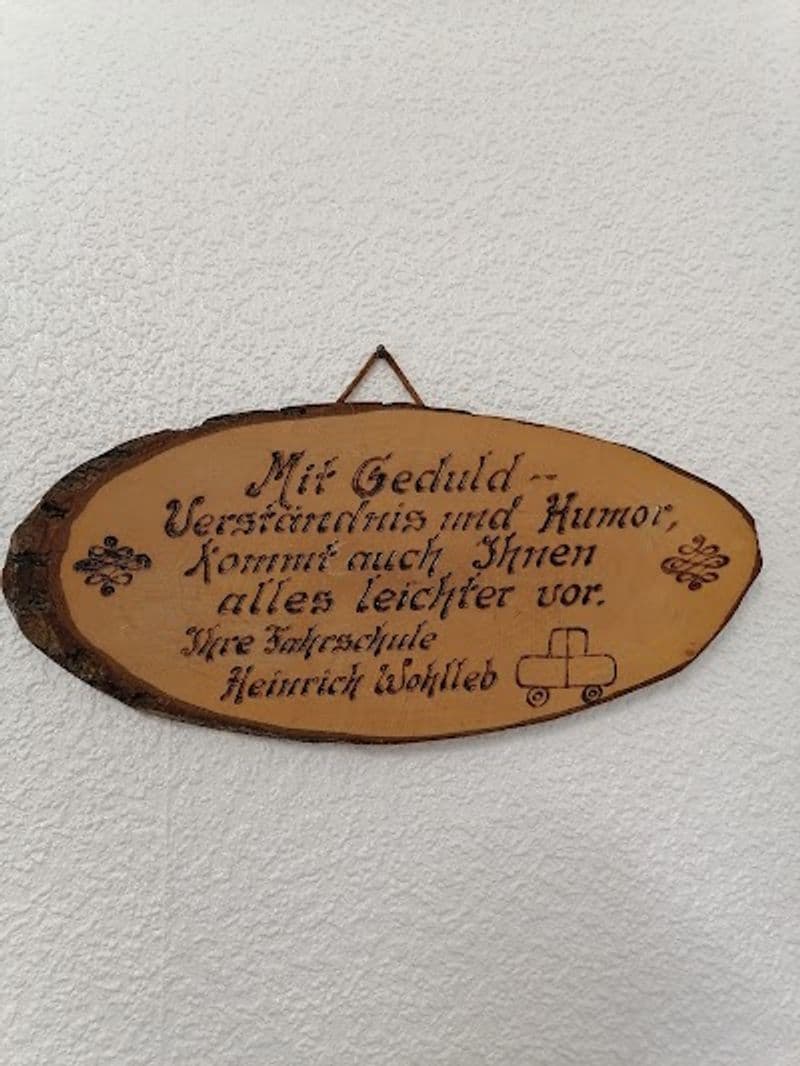 Mit Geduld --
Verständnis und Humor,
kommt auch Ihnen
alles leichter vor.
Ihre Fahrschule
Heinrich Wohlleb